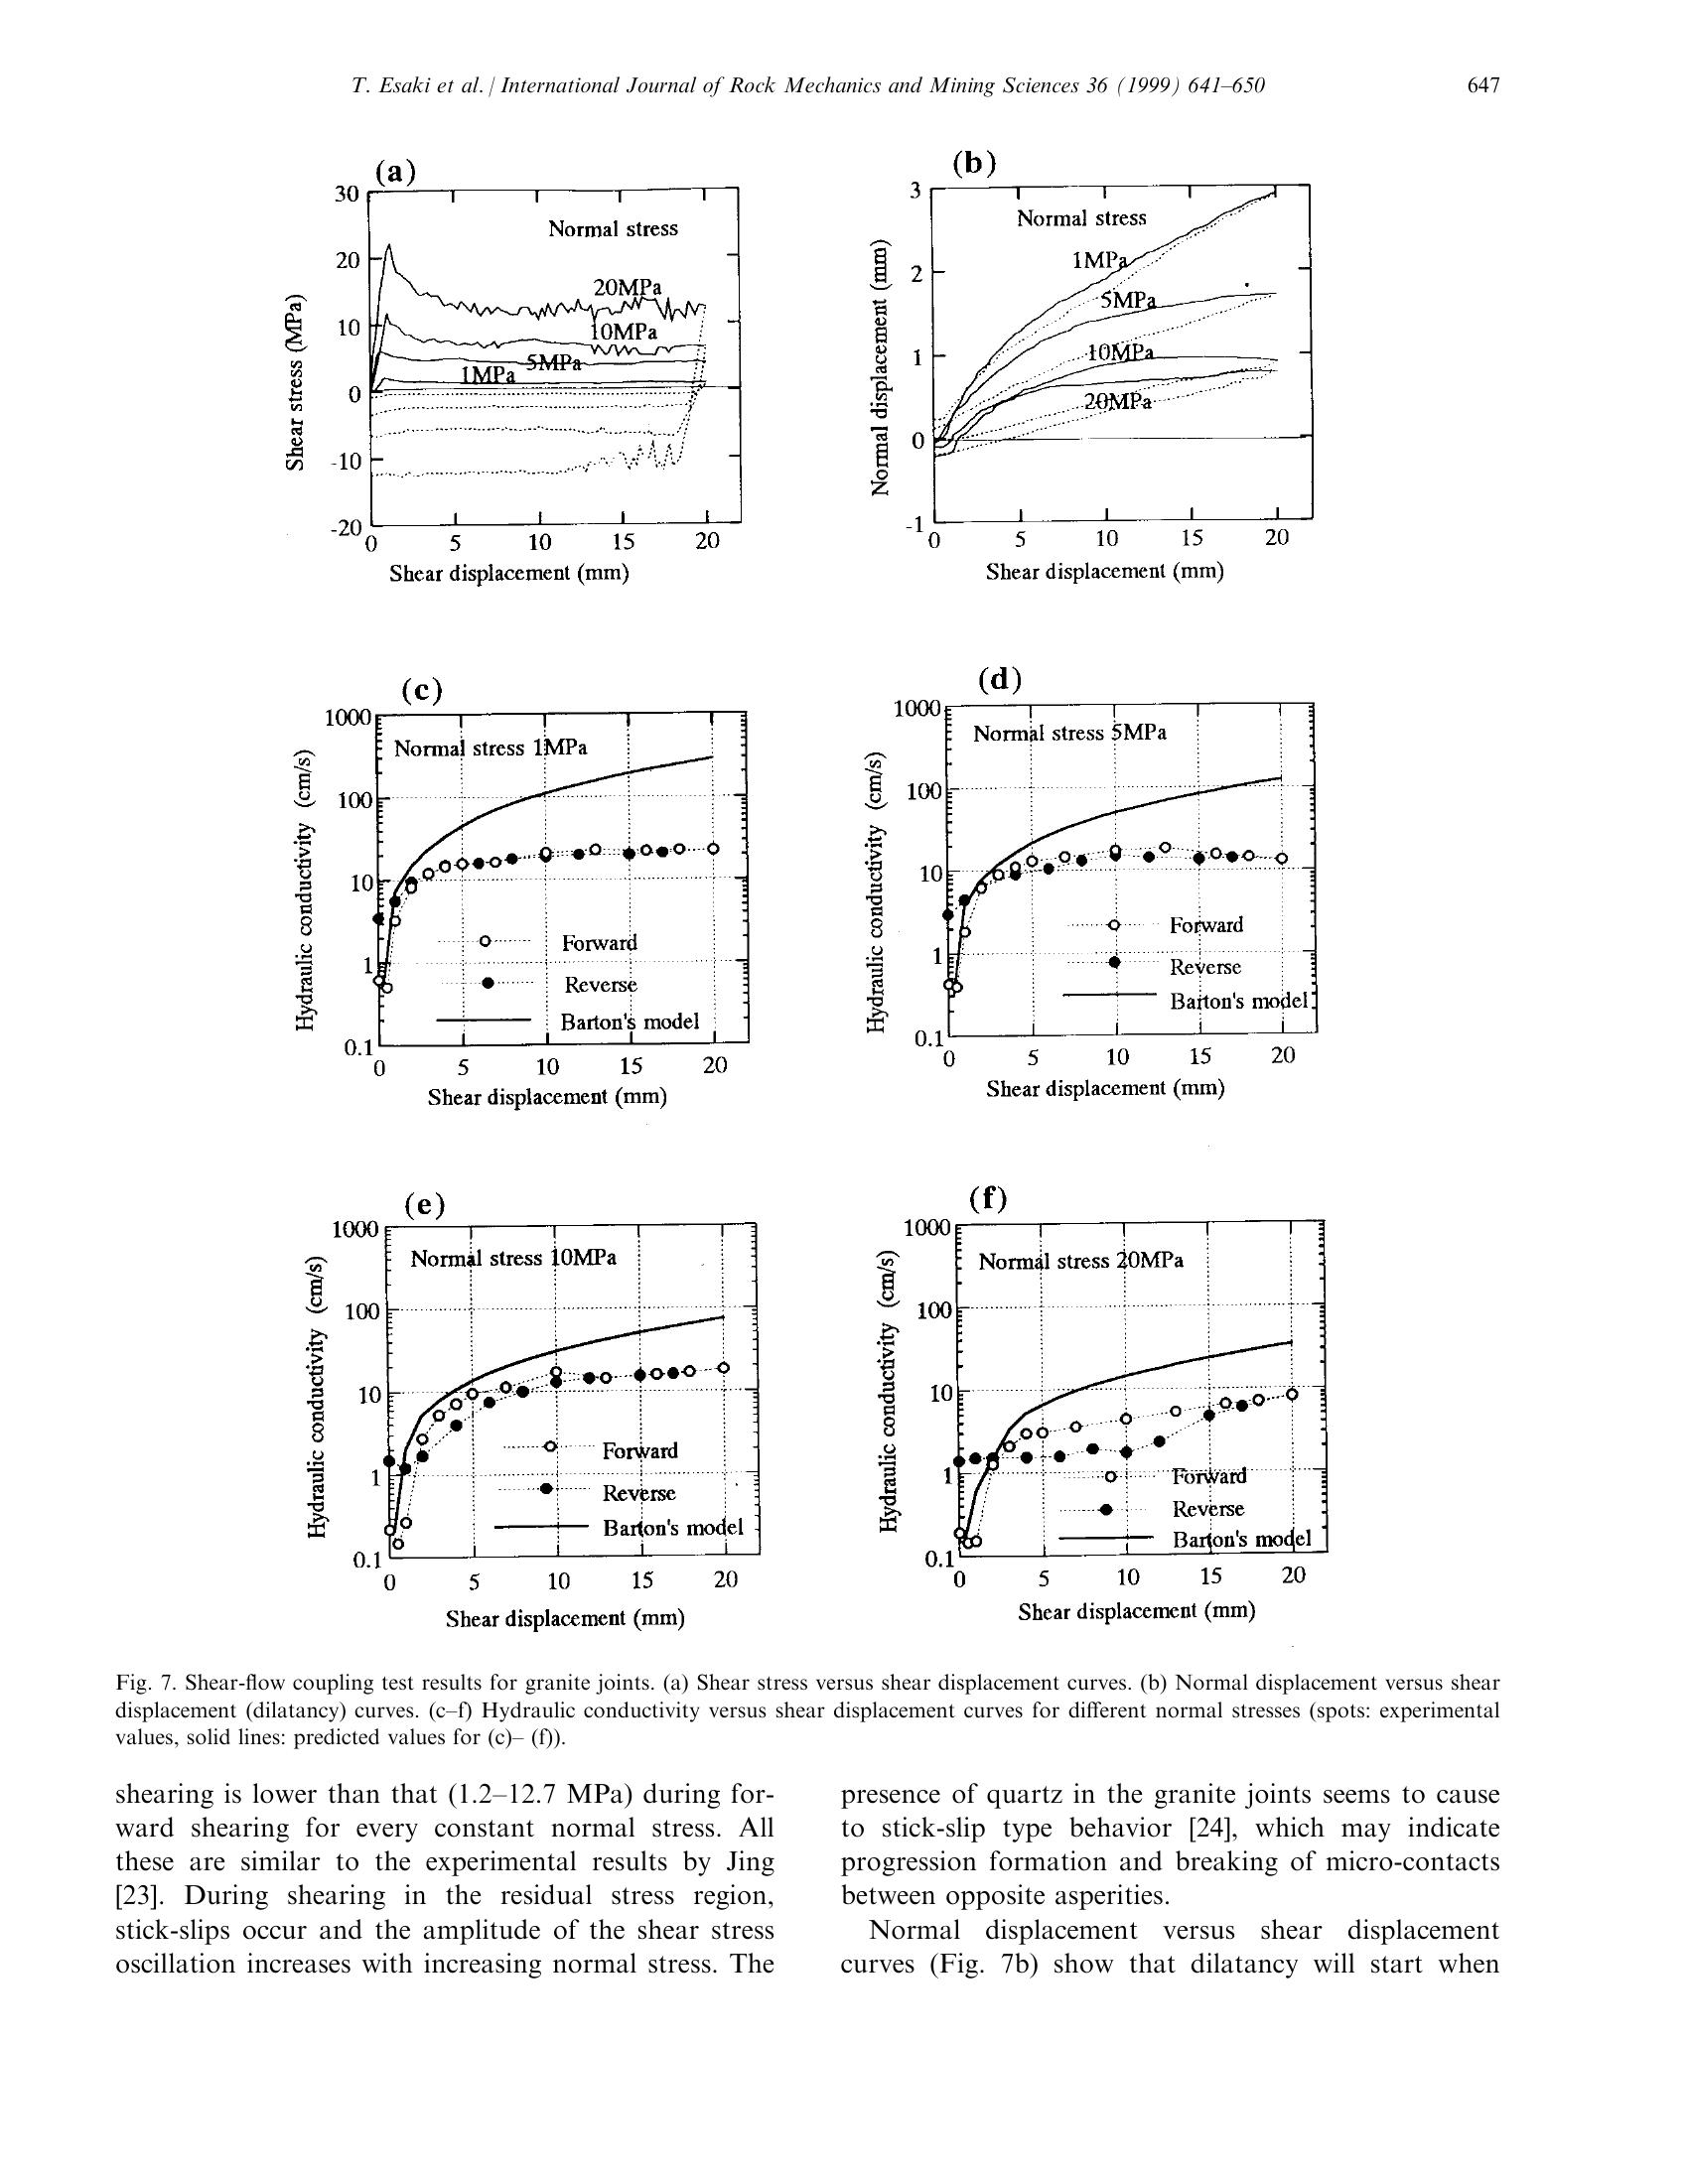 T. Esaki et al. / International Journal of Rock Mechanics and Mining Sciences 36 (1999) 641–650
647
(a)
30
20
10
0
-10
-20
Shear stress (MPa)
Normal stress
20MPa
10MPa
5MPa
1MPa
0 5 10 15 20
Shear displacement (mm)
(b)
3
2
1
0
-1
Normal displacement (mm)
Normal stress
1MPa
5MPa
10MPa
20MPa
0 5 10 15 20
Shear displacement (mm)
(c)
1000
100
10
1
0.1
Hydraulic conductivity (cm/s)
Normal stress 1MPa
Forward
Reverse
Barton's model
0 5 10 15 20
Shear displacement (mm)
(d)
1000
100
10
1
0.1
Hydraulic conductivity (cm/s)
Normal stress 5MPa
Forward
Reverse
Barton's model
0 5 10 15 20
Shear displacement (mm)
(e)
1000
100
10
1
0.1
Hydraulic conductivity (cm/s)
Normal stress 10MPa
Forward
Reverse
Barton's model
0 5 10 15 20
Shear displacement (mm)
(f)
1000
100
10
1
0.1
Hydraulic conductivity (cm/s)
Normal stress 20MPa
Forward
Reverse
Barton's model
0 5 10 15 20
Shear displacement (mm)
Fig. 7. Shear-flow coupling test results for granite joints. (a) Shear stress versus shear displacement curves. (b) Normal displacement versus shear
displacement (dilatancy) curves. (c–f) Hydraulic conductivity versus shear displacement curves for different normal stresses (spots: experimental
values, solid lines: predicted values for (c)– (f)).
shearing is lower than that (1.2–12.7 MPa) during for-
ward shearing for every constant normal stress. All
these are similar to the experimental results by Jing
[23]. During shearing in the residual stress region,
stick-slips occur and the amplitude of the shear stress
oscillation increases with increasing normal stress. The
presence of quartz in the granite joints seems to cause
to stick-slip type behavior [24], which may indicate
progression formation and breaking of micro-contacts
between opposite asperities.
Normal displacement versus shear displacement
curves (Fig. 7b) show that dilatancy will start when